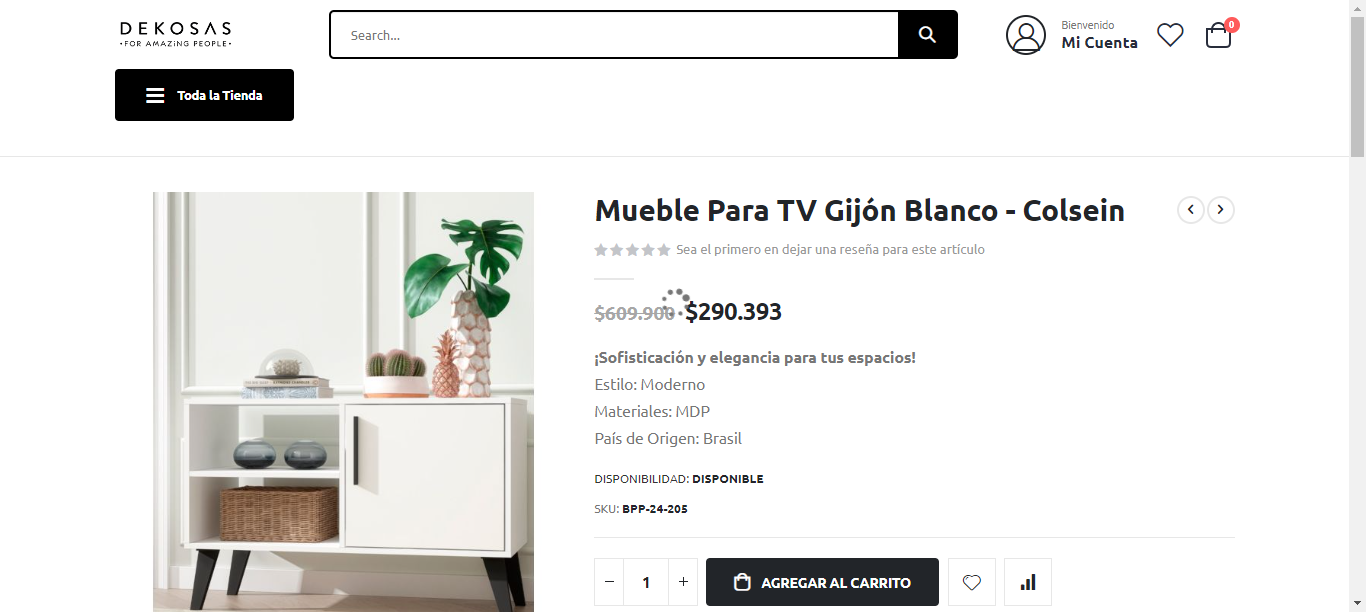 DEKOSAS
•FOR AMAZING PEOPLE•
Search...
Bienvenido
Mi Cuenta
0
Toda la Tienda
Mueble Para TV Gijón Blanco - Colsein
Sea el primero en dejar una reseña para este artículo
$609.900 $290.393
¡Sofisticación y elegancia para tus espacios!
Estilo: Moderno
Materiales: MDP
País de Origen: Brasil
DISPONIBILIDAD: DISPONIBLE
SKU: BPP-24-205
− 1 + AGREGAR AL CARRITO